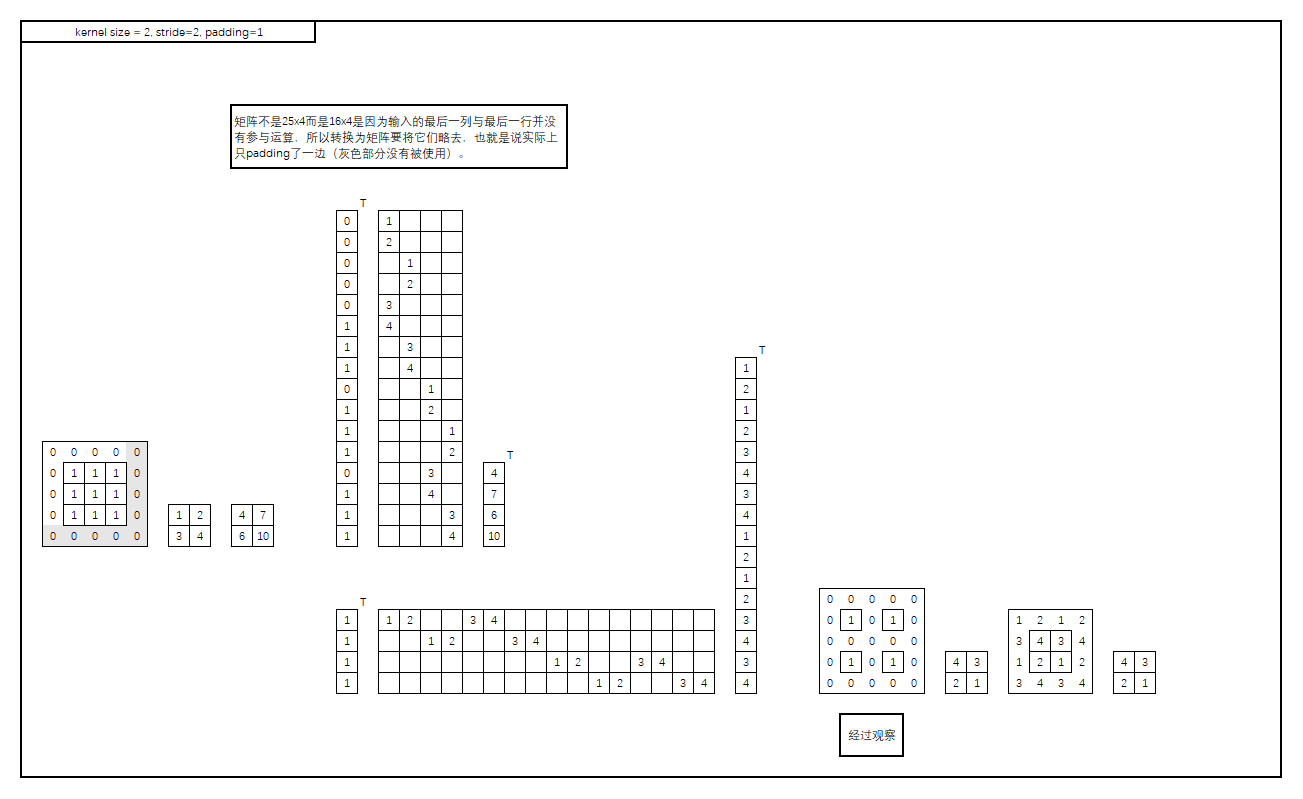 kernel size = 2, stride=2, padding=1
矩阵不是25x4而是16x4是因为输入的最后一列与最后一行并没
有参与运算，所以转换为矩阵要将它们略去，也就是说实际上
只padding了一边（灰色部分没有被使用）。
0 0 0 0 0
0 1 1 1 0
0 1 1 1 0
0 1 1 1 0
0 0 0 0 0
1 2
3 4
4 7
6 10
T
0 1
0 2
0 1
0 2
0 3
1 4
1 3
1 4
0 1
1 2
1 1
1 2
0 3
1 4
1 3
1 4
T
4
7
6
10
T
1 1 2 3 4
1 1 2 3 4
1 1 2 3 4
1 1 2 3 4
T
1
2
1
2
3
4
3
4
1
2
1
2
3
4
3
4
0 0 0 0 0
0 1 0 1 0
0 0 0 0 0
0 1 0 1 0
0 0 0 0 0
4 3
2 1
1 2 1 2
3 4 3 4
1 2 1 2
3 4 3 4
4 3
2 1
经过观察